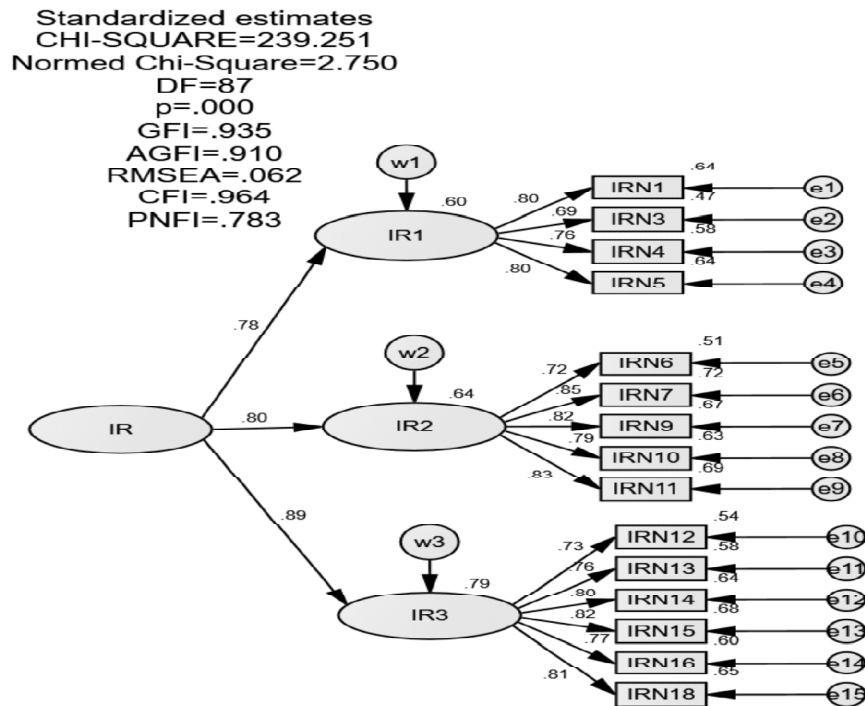 Standardized estimates
CHI-SQUARE=239.251
Normed Chi-Square=2.750
DF=87
p=.000
GFI=.935
AGFI=.910
RMSEA=.062
CFI=.964
PNFI=.783
w1
.60
IR1
.80
.69
.76
.80
.64
IRN1
e1
.47
IRN3
e2
.58
IRN4
e3
.64
IRN5
e4
.78
w2
.64
IR2
.72
.85
.82
.79
.83
.51
IRN6
e5
.72
IRN7
e6
.67
IRN9
e7
.63
IRN10
e8
.69
IRN11
e9
IR
.80
.89
w3
.79
IR3
.73
.76
.80
.82
.77
.81
.54
IRN12
e10
.58
IRN13
e11
.64
IRN14
e12
.68
IRN15
e13
.60
IRN16
e14
.65
IRN18
e15